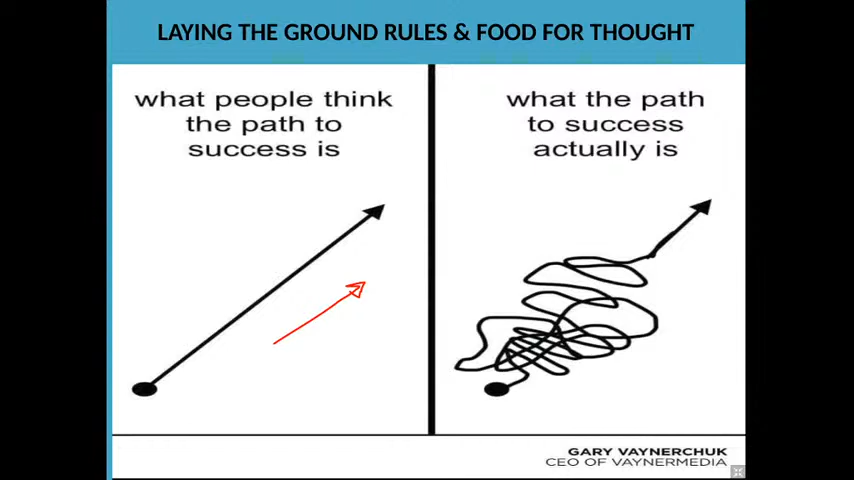 LAYING THE GROUND RULES & FOOD FOR THOUGHT
what people think
the path to
success is
what the path
to success
actually is
GARY VAYNERCHUK
CEO OF VAYNERMEDIA